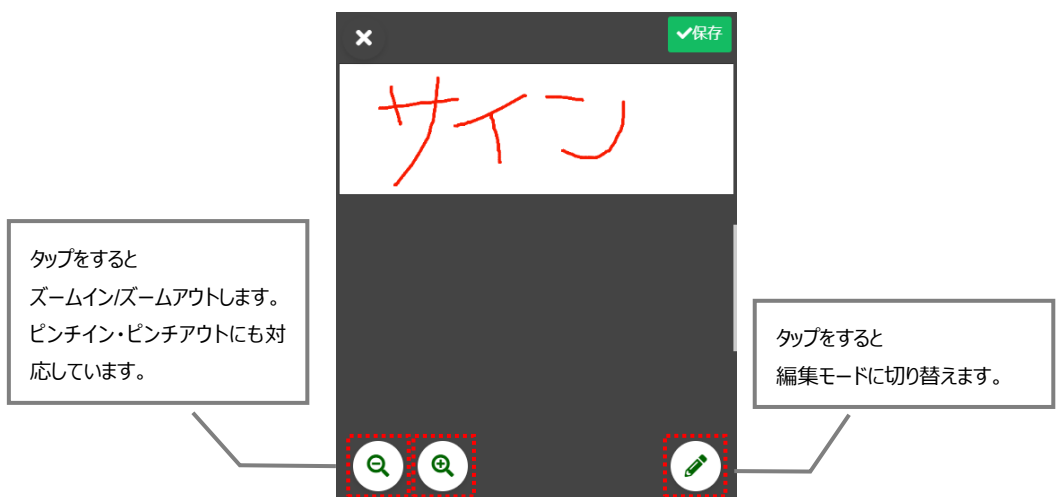 保存
サイン
タップをすると
ズームイン/ズームアウトします。
ピンチイン・ピンチアウトにも対
応しています。
タップをすると
編集モードに切り替えます。